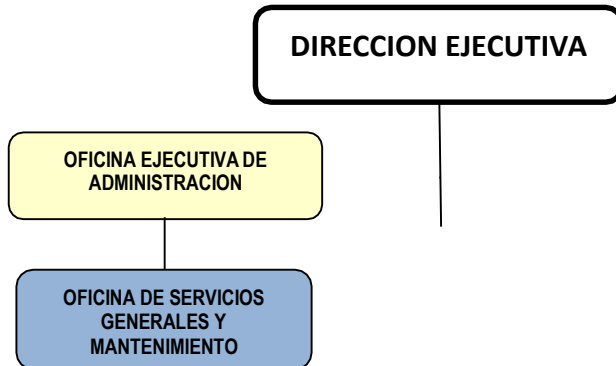 DIRECCION EJECUTIVA
OFICINA EJECUTIVA DE
ADMINISTRACION
OFICINA DE SERVICIOS
GENERALES Y
MANTENIMIENTO